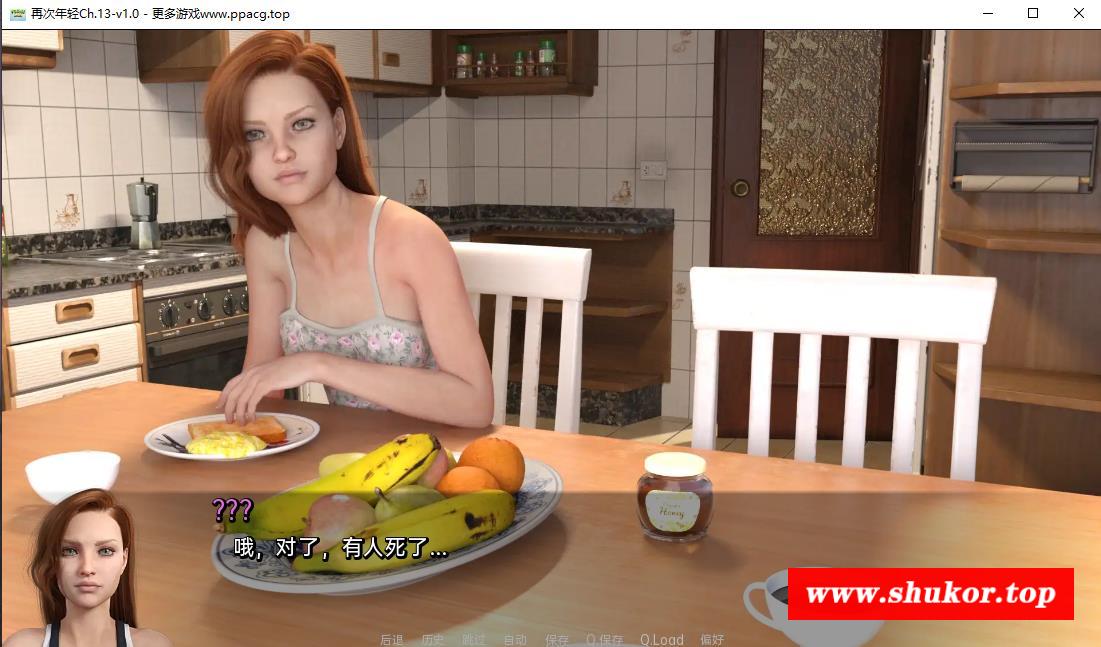 再次年轻Ch.13-v1.0 - 更多游戏www.ppacg.top
???
哦，对了，有人死了...
Honey
www.shukor.top
后退 历史 跳过 自动 保存 Q.保存 Q.Load 偏好